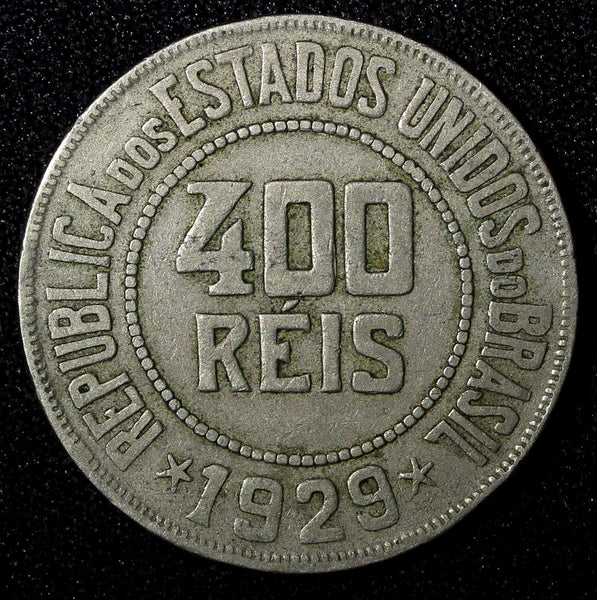 REPUBLICA DOS ESTADOS UNIDOS DO BRASIL
400
RÉIS
1929